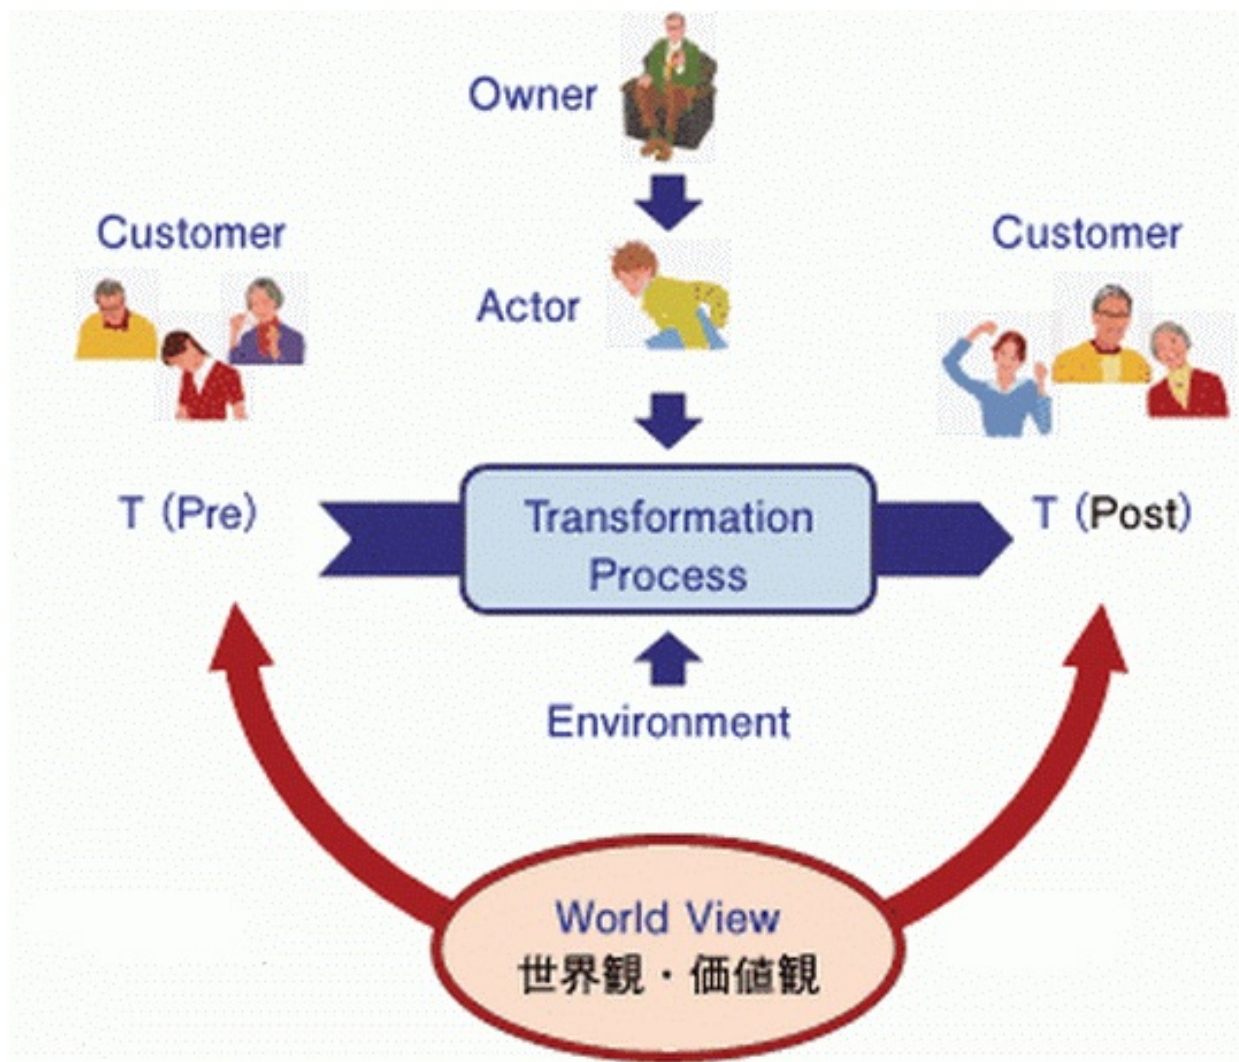 Owner
Customer
Customer
Actor
T (Pre)
Transformation
Process
T (Post)
Environment
World View
世界観・価値観